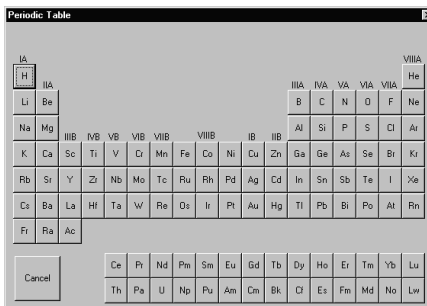 Periodic Table
IA VIIIA
H IIA IIIA IVA VA VIA VIIA He
Li Be B C N O F Ne
Na Mg IIIB IVB VB VIB VIIB VIIIB IB IIB Al Si P S Cl Ar
K Ca Sc Ti V Cr Mn Fe Co Ni Cu Zn Ga Ge As Se Br Kr
Rb Sr Y Zr Nb Mo Tc Ru Rh Pd Ag Cd In Sn Sb Te I Xe
Cs Ba La Hf Ta W Re Os Ir Pt Au Hg Tl Pb Bi Po At Rn
Fr Ra Ac
Cancel
Ce Pr Nd Pm Sm Eu Gd Tb Dy Ho Er Tm Yb Lu
Th Pa U Np Pu Am Cm Bk Cf Es Fm Md No Lw